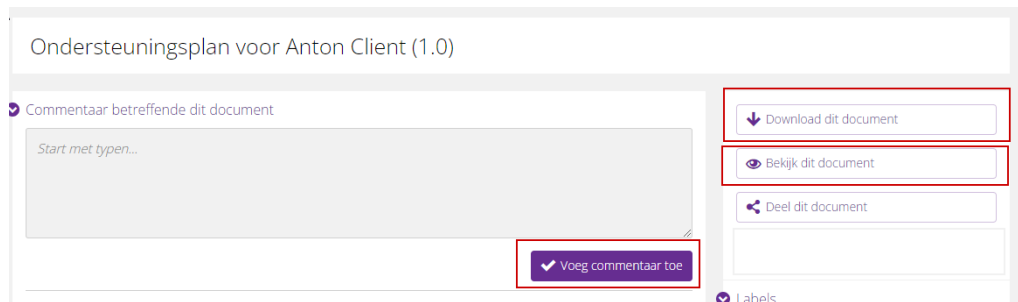 Ondersteuningsplan voor Anton Client (1.0)
Commentaar betreffende dit document
Start met typen...
Voeg commentaar toe
Download dit document
Bekijk dit document
Deel dit document
Labels